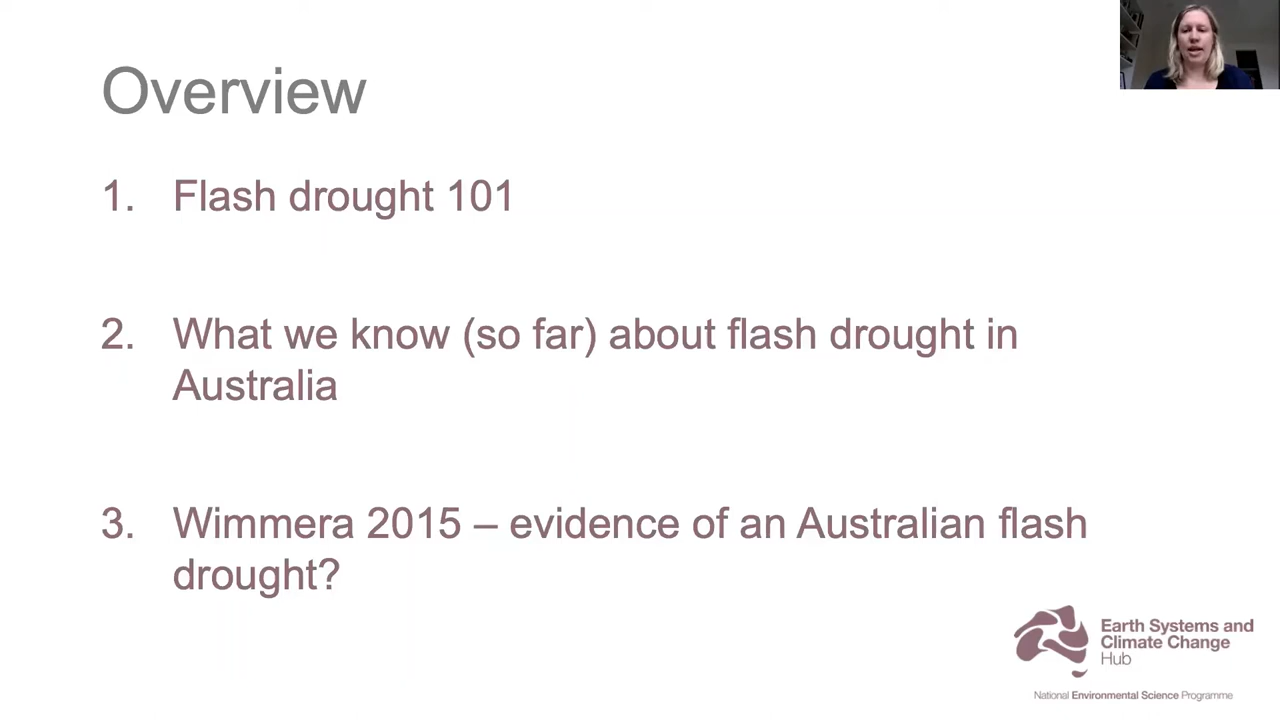 Overview
1. Flash drought 101
2. What we know (so far) about flash drought in
Australia
3. Wimmera 2015 – evidence of an Australian flash
drought?
Earth Systems and
Climate Change
Hub
National Environmental Science Programme